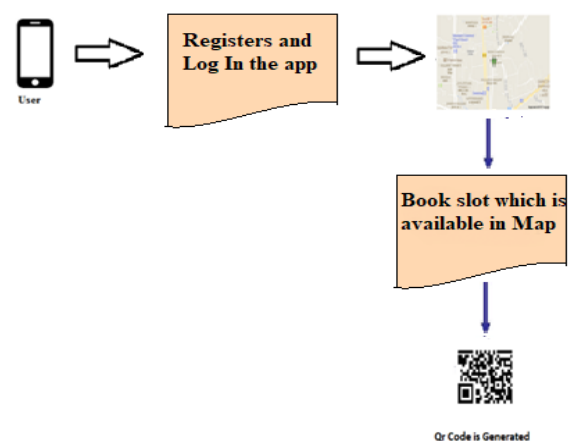 User
Registers and
Log In the app
Book slot which is
available in Map
Qr Code is Generated